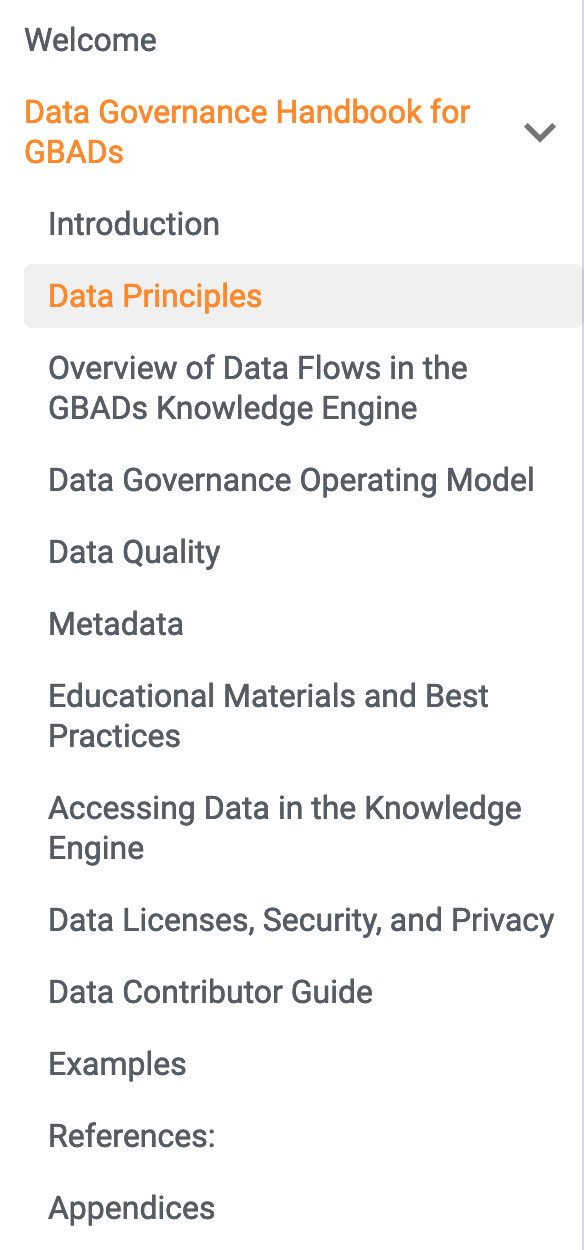 Welcome
Data Governance Handbook for
GBADs
Introduction
Data Principles
Overview of Data Flows in the
GBADs Knowledge Engine
Data Governance Operating Model
Data Quality
Metadata
Educational Materials and Best
Practices
Accessing Data in the Knowledge
Engine
Data Licenses, Security, and Privacy
Data Contributor Guide
Examples
References:
Appendices